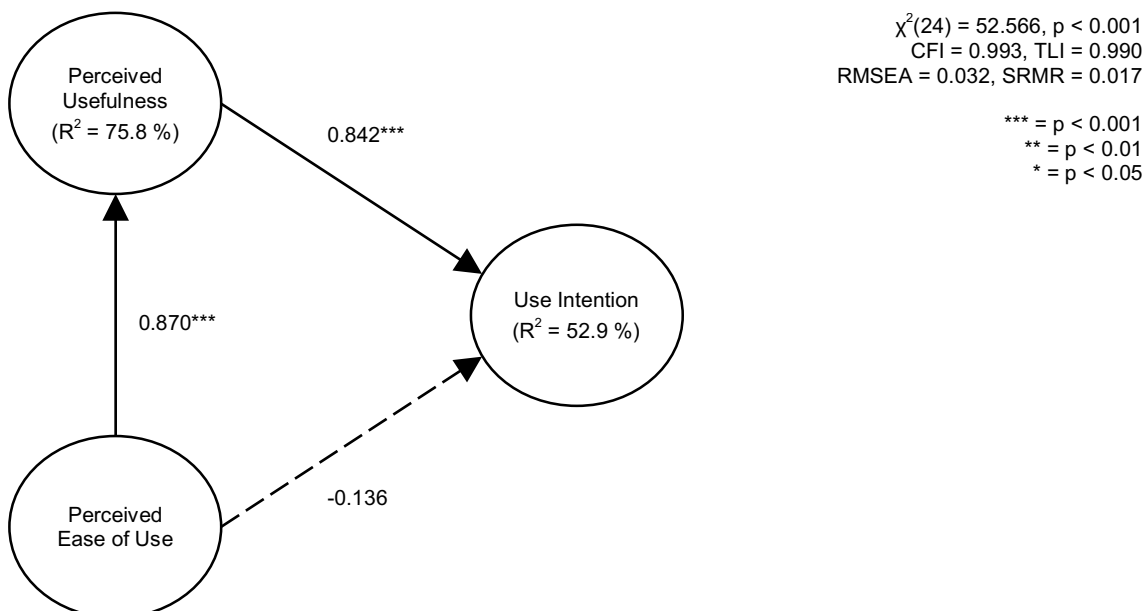 Perceived
Usefulness
(R² = 75.8 %)
0.842***
0.870***
Use Intention
(R² = 52.9 %)
-0.136
Perceived
Ease of Use
χ²(24) = 52.566, p < 0.001
CFI = 0.993, TLI = 0.990
RMSEA = 0.032, SRMR = 0.017
*** = p < 0.001
** = p < 0.01
* = p < 0.05